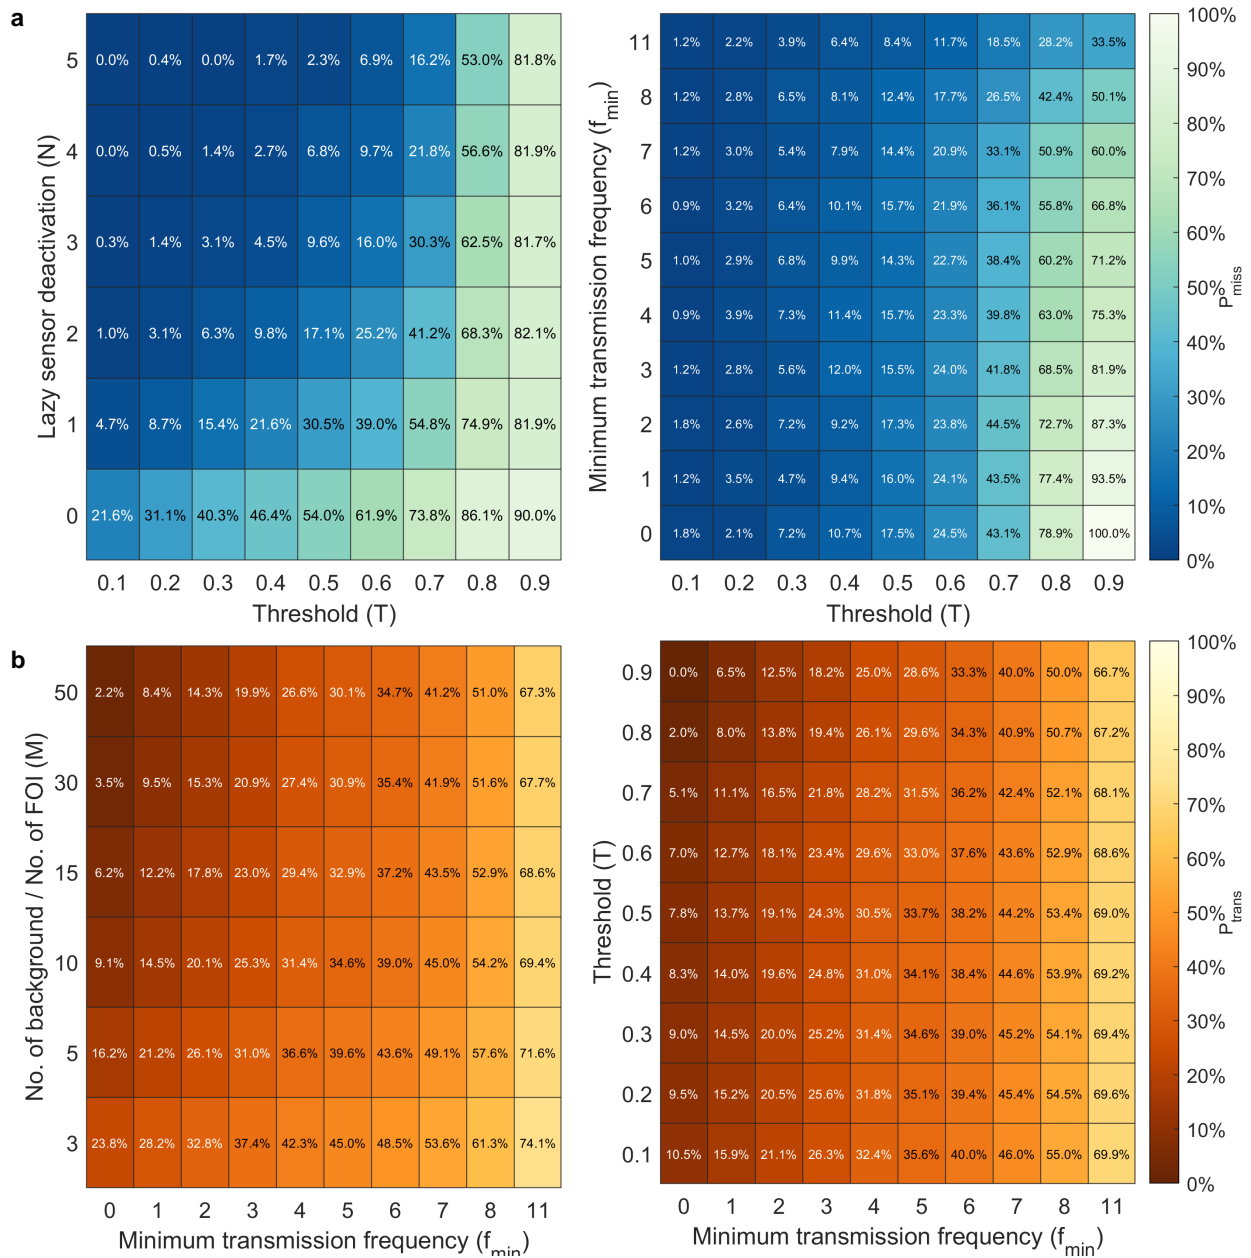 a
Lazy sensor deactivation (N)
5 0.0% 0.4% 0.0% 1.7% 2.3% 6.9% 16.2% 53.0% 81.8%
4 0.0% 0.5% 1.4% 2.7% 6.8% 9.7% 21.8% 56.6% 81.9%
3 0.3% 1.4% 3.1% 4.5% 9.6% 16.0% 30.3% 62.5% 81.7%
2 1.0% 3.1% 6.3% 9.8% 17.1% 25.2% 41.2% 68.3% 82.1%
1 4.7% 8.7% 15.4% 21.6% 30.5% 39.0% 54.8% 74.9% 81.9%
0 21.6% 31.1% 40.3% 46.4% 54.0% 61.9% 73.8% 86.1% 90.0%
0.1 0.2 0.3 0.4 0.5 0.6 0.7 0.8 0.9
Threshold (T)
Minimum transmission frequency (f_min)
11 1.2% 2.2% 3.9% 6.4% 8.4% 11.7% 18.5% 28.2% 33.5%
8 1.2% 2.8% 6.5% 8.1% 12.4% 17.7% 26.5% 42.4% 50.1%
7 1.2% 3.0% 5.4% 7.9% 14.4% 20.9% 33.1% 50.9% 60.0%
6 0.9% 3.2% 6.4% 10.1% 15.7% 21.9% 36.1% 55.8% 66.8%
5 1.0% 2.9% 6.8% 9.9% 14.3% 22.7% 38.4% 60.2% 71.2%
4 0.9% 3.9% 7.3% 11.4% 15.7% 23.3% 39.8% 63.0% 75.3%
3 1.2% 2.8% 5.6% 12.0% 15.5% 24.0% 41.8% 68.5% 81.9%
2 1.8% 2.6% 7.2% 9.2% 17.3% 23.8% 44.5% 72.7% 87.3%
1 1.2% 3.5% 4.7% 9.4% 16.0% 24.1% 43.5% 77.4% 93.5%
0 1.8% 2.1% 7.2% 10.7% 17.5% 24.5% 43.1% 78.9% 100.0%
0.1 0.2 0.3 0.4 0.5 0.6 0.7 0.8 0.9
Threshold (T)
100%
90%
80%
70%
60%
50%
40%
30%
20%
10%
0%
P_miss
b
No. of background / No. of FOI (M)
50 2.2% 8.4% 14.3% 19.9% 26.6% 30.1% 34.7% 41.2% 51.0% 67.3%
30 3.5% 9.5% 15.3% 20.9% 27.4% 30.9% 35.4% 41.9% 51.6% 67.7%
15 6.2% 12.2% 17.8% 23.0% 29.4% 32.9% 37.2% 43.5% 52.9% 68.6%
10 9.1% 14.5% 20.1% 25.3% 31.4% 34.6% 39.0% 45.0% 54.2% 69.4%
5 16.2% 21.2% 26.1% 31.0% 36.6% 39.6% 43.6% 49.1% 57.6% 71.6%
3 23.8% 28.2% 32.8% 37.4% 42.3% 45.0% 48.5% 53.6% 61.3% 74.1%
0 1 2 3 4 5 6 7 8 11
Minimum transmission frequency (f_min)
Threshold (T)
0.9 0.0% 6.5% 12.5% 18.2% 25.0% 28.6% 33.3% 40.0% 50.0% 66.7%
0.8 2.0% 8.0% 13.8% 19.4% 26.1% 29.6% 34.3% 40.9% 50.7% 67.2%
0.7 5.1% 11.1% 16.5% 21.8% 28.2% 31.5% 36.2% 42.4% 52.1% 68.1%
0.6 7.0% 12.7% 18.1% 23.4% 29.6% 33.0% 37.6% 43.6% 52.9% 68.6%
0.5 7.8% 13.7% 19.1% 24.3% 30.5% 33.7% 38.2% 44.2% 53.4% 69.0%
0.4 8.3% 14.0% 19.6% 24.8% 31.0% 34.1% 38.4% 44.6% 53.9% 69.2%
0.3 9.0% 14.5% 20.0% 25.2% 31.4% 34.6% 39.0% 45.2% 54.1% 69.4%
0.2 9.5% 15.2% 20.5% 25.6% 31.8% 35.1% 39.4% 45.4% 54.5% 69.6%
0.1 10.5% 15.9% 21.1% 26.3% 32.4% 35.6% 40.0% 46.0% 55.0% 69.9%
0 1 2 3 4 5 6 7 8 11
Minimum transmission frequency (f_min)
100%
90%
80%
70%
60%
50%
40%
30%
20%
10%
0%
P_trans